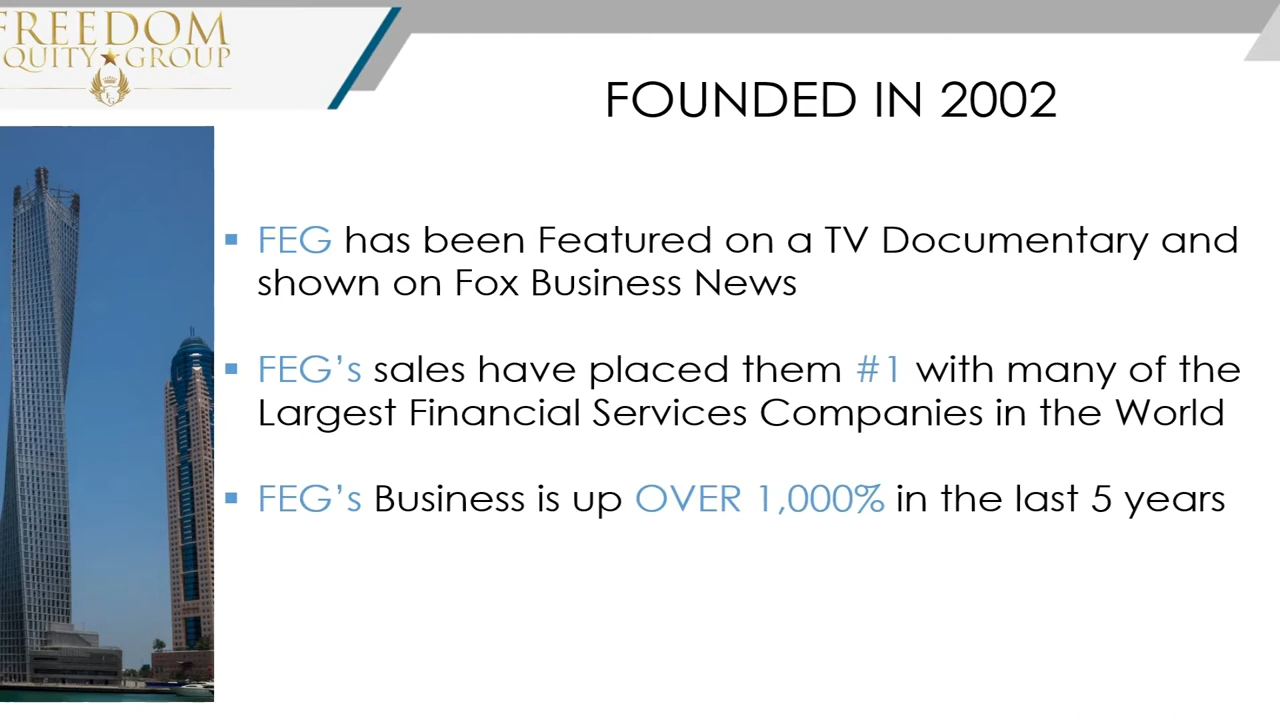 FREEDOM
QUITY★GROUP
FOUNDED IN 2002
▪ FEG has been Featured on a TV Documentary and
shown on Fox Business News
▪ FEG’s sales have placed them #1 with many of the
Largest Financial Services Companies in the World
▪ FEG’s Business is up OVER 1,000% in the last 5 years